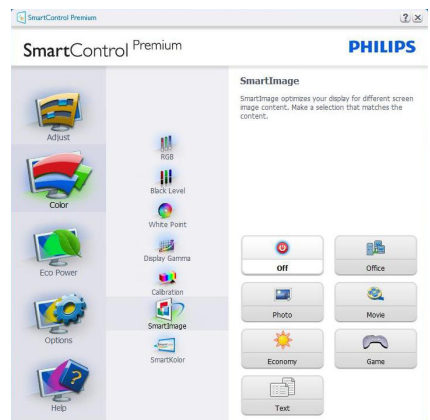 SmartControl Premium
SmartControl Premium
PHILIPS
Adjust
Color
Eco Power
Options
Help
RGB
Black Level
White Point
Display Gamma
Calibration
SmartImage
SmartKolor
SmartImage
SmartImage optimizes your display for different screen
image content. Make a selection that matches the
content.
Off
Office
Photo
Movie
Economy
Game
Text